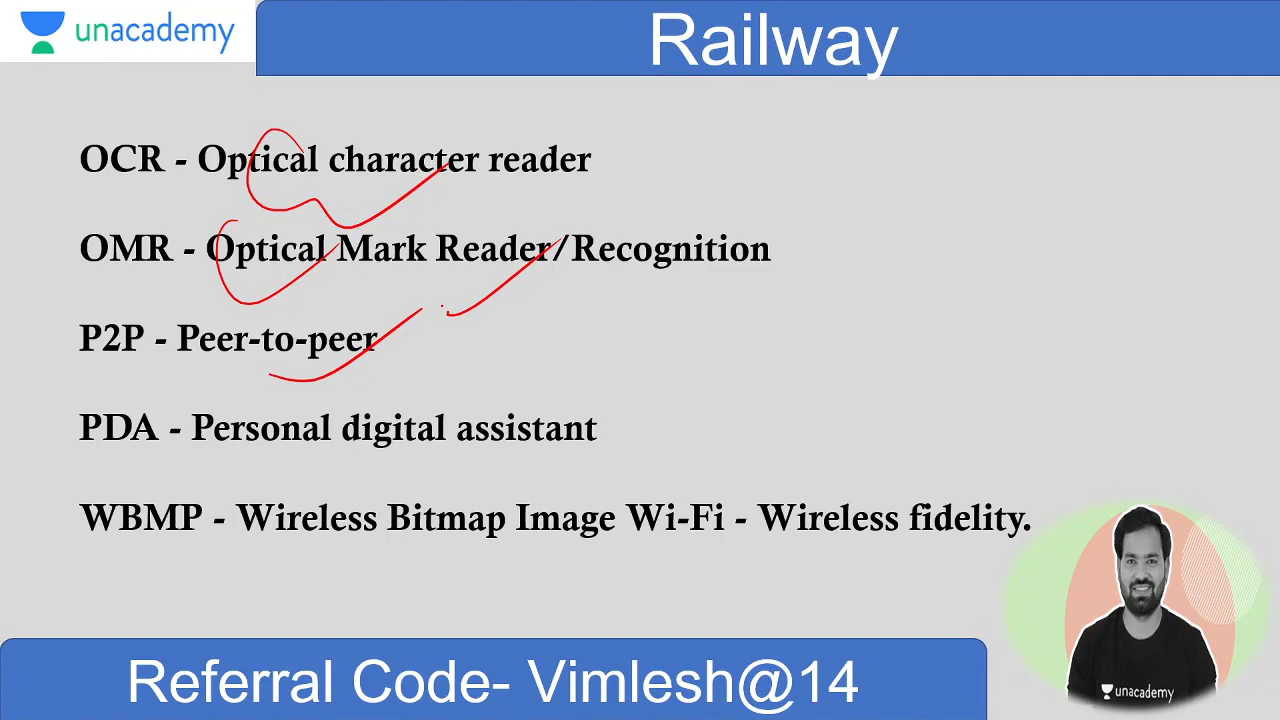 unacademy
Railway
OCR - Optical character reader
OMR - Optical Mark Reader/Recognition
P2P - Peer-to-peer
PDA - Personal digital assistant
WBMP - Wireless Bitmap Image Wi-Fi - Wireless fidelity.
unacademy
Referral Code- Vimlesh@14